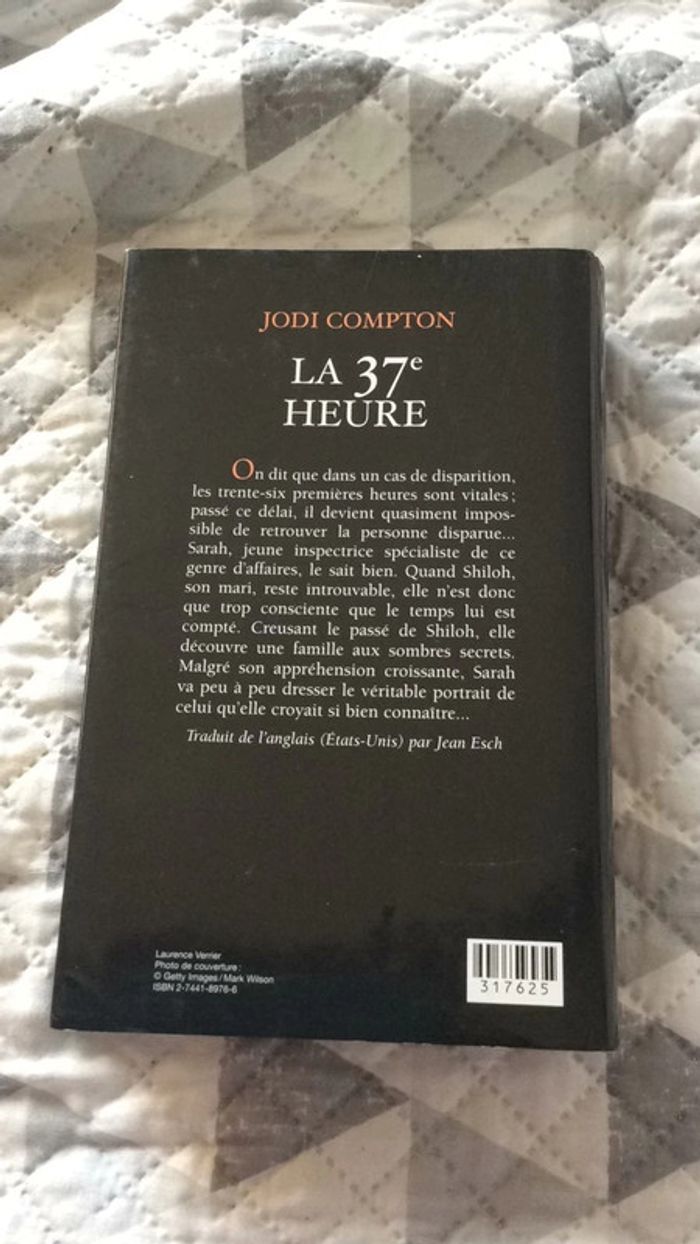 JODI COMPTON
LA 37e
HEURE
On dit que dans un cas de disparition,
les trente-six premières heures sont vitales ;
passé ce délai, il devient quasiment impos-
sible de retrouver la personne disparue...
Sarah, jeune inspectrice spécialiste de ce
genre d'affaires, le sait bien. Quand Shiloh,
son mari, reste introuvable, elle n'est donc
que trop consciente que le temps lui est
compté. Creusant le passé de Shiloh, elle
découvre une famille aux sombres secrets.
Malgré son appréhension croissante, Sarah
va peu à peu dresser le véritable portrait de
celui qu'elle croyait si bien connaître...
Traduit de l'anglais (États-Unis) par Jean Esch
Laurence Verrier
Photo de couverture :
© Getty Images / Mark Wilson
ISBN 2-7441-8976-6
317625